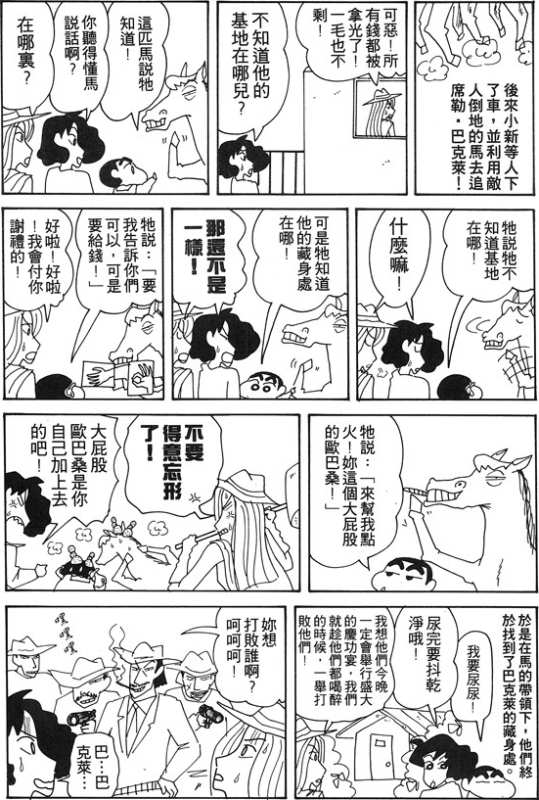 後來小新等人下
了車，並利用敵
人倒地的馬去追
席勒·巴克萊！
可惡！所
有錢都被
拿光了！
一毛也不
剩！
不知道他的
基地在哪兒？
這匹馬說牠
知道！
你聽得懂馬
說話啊？
在哪裏？
牠說牠不
知道基地
在哪！
什麼嘛！
可是牠知道
他的藏身處
在哪！
那還不是
一樣！
牠說：「要
我告訴你們
可以，可是
要給錢！」
好啦！好啦
！我會付你
謝禮的！
牠說：「來幫我點
火！妳這個大屁股
的歐巴桑！」
不要
得意忘形
了！
大屁股
歐巴桑是你
自己加上去
的吧！
於是在馬的帶領下，他們終
於找到了巴克萊的藏身處。
我要尿尿！
尿完要抖乾
淨哦！
我想他們今晚
一定會舉行盛大
的慶功宴，我們
就趁他們都喝醉
的時候，一舉打
敗他們！
妳想
打敗誰啊？
呵呵呵！
嘿
嘿
嘿
巴…巴
克萊…